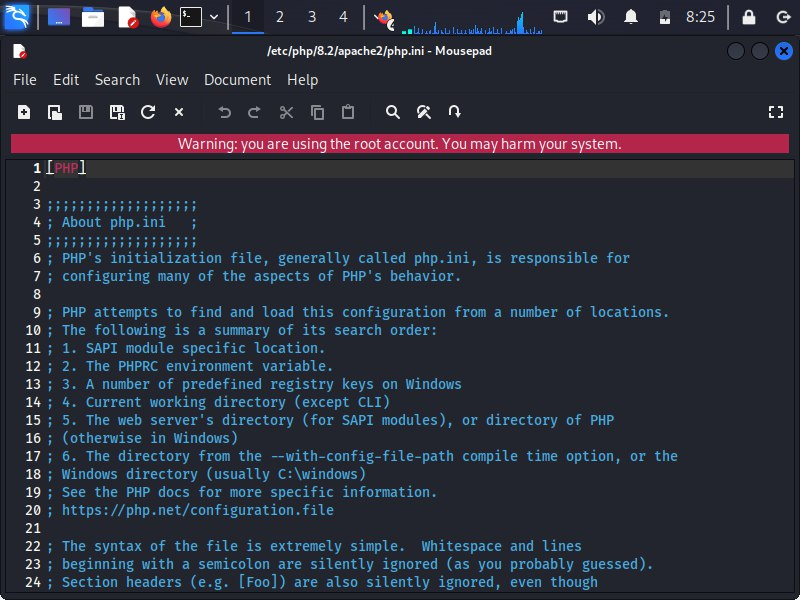 1 2 3 4 8:25
/etc/php/8.2/apache2/php.ini - Mousepad
File Edit Search View Document Help
Warning: you are using the root account. You may harm your system.
1 [PHP]
2
3 ;;;;;;;;;;;;;;;;;;;
4 ; About php.ini   ;
5 ;;;;;;;;;;;;;;;;;;;
6 ; PHP's initialization file, generally called php.ini, is responsible for
7 ; configuring many of the aspects of PHP's behavior.
8
9 ; PHP attempts to find and load this configuration from a number of locations.
10 ; The following is a summary of its search order:
11 ; 1. SAPI module specific location.
12 ; 2. The PHPRC environment variable.
13 ; 3. A number of predefined registry keys on Windows
14 ; 4. Current working directory (except CLI)
15 ; 5. The web server's directory (for SAPI modules), or directory of PHP
16 ; (otherwise in Windows)
17 ; 6. The directory from the --with-config-file-path compile time option, or the
18 ; Windows directory (usually C:\windows)
19 ; See the PHP docs for more specific information.
20 ; https://php.net/configuration.file
21
22 ; The syntax of the file is extremely simple.  Whitespace and lines
23 ; beginning with a semicolon are silently ignored (as you probably guessed).
24 ; Section headers (e.g. [Foo]) are also silently ignored, even though